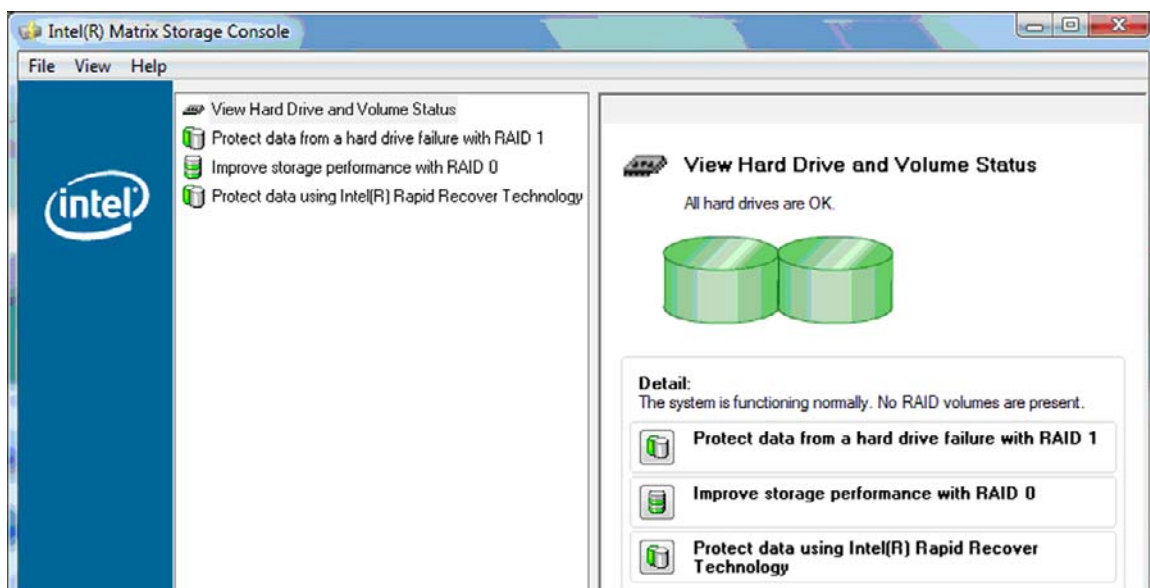 Intel(R) Matrix Storage Console
File View Help
intel
View Hard Drive and Volume Status
Protect data from a hard drive failure with RAID 1
Improve storage performance with RAID 0
Protect data using Intel(R) Rapid Recover Technology
View Hard Drive and Volume Status
All hard drives are OK.
Detail:
The system is functioning normally. No RAID volumes are present.
Protect data from a hard drive failure with RAID 1
Improve storage performance with RAID 0
Protect data using Intel(R) Rapid Recover
Technology